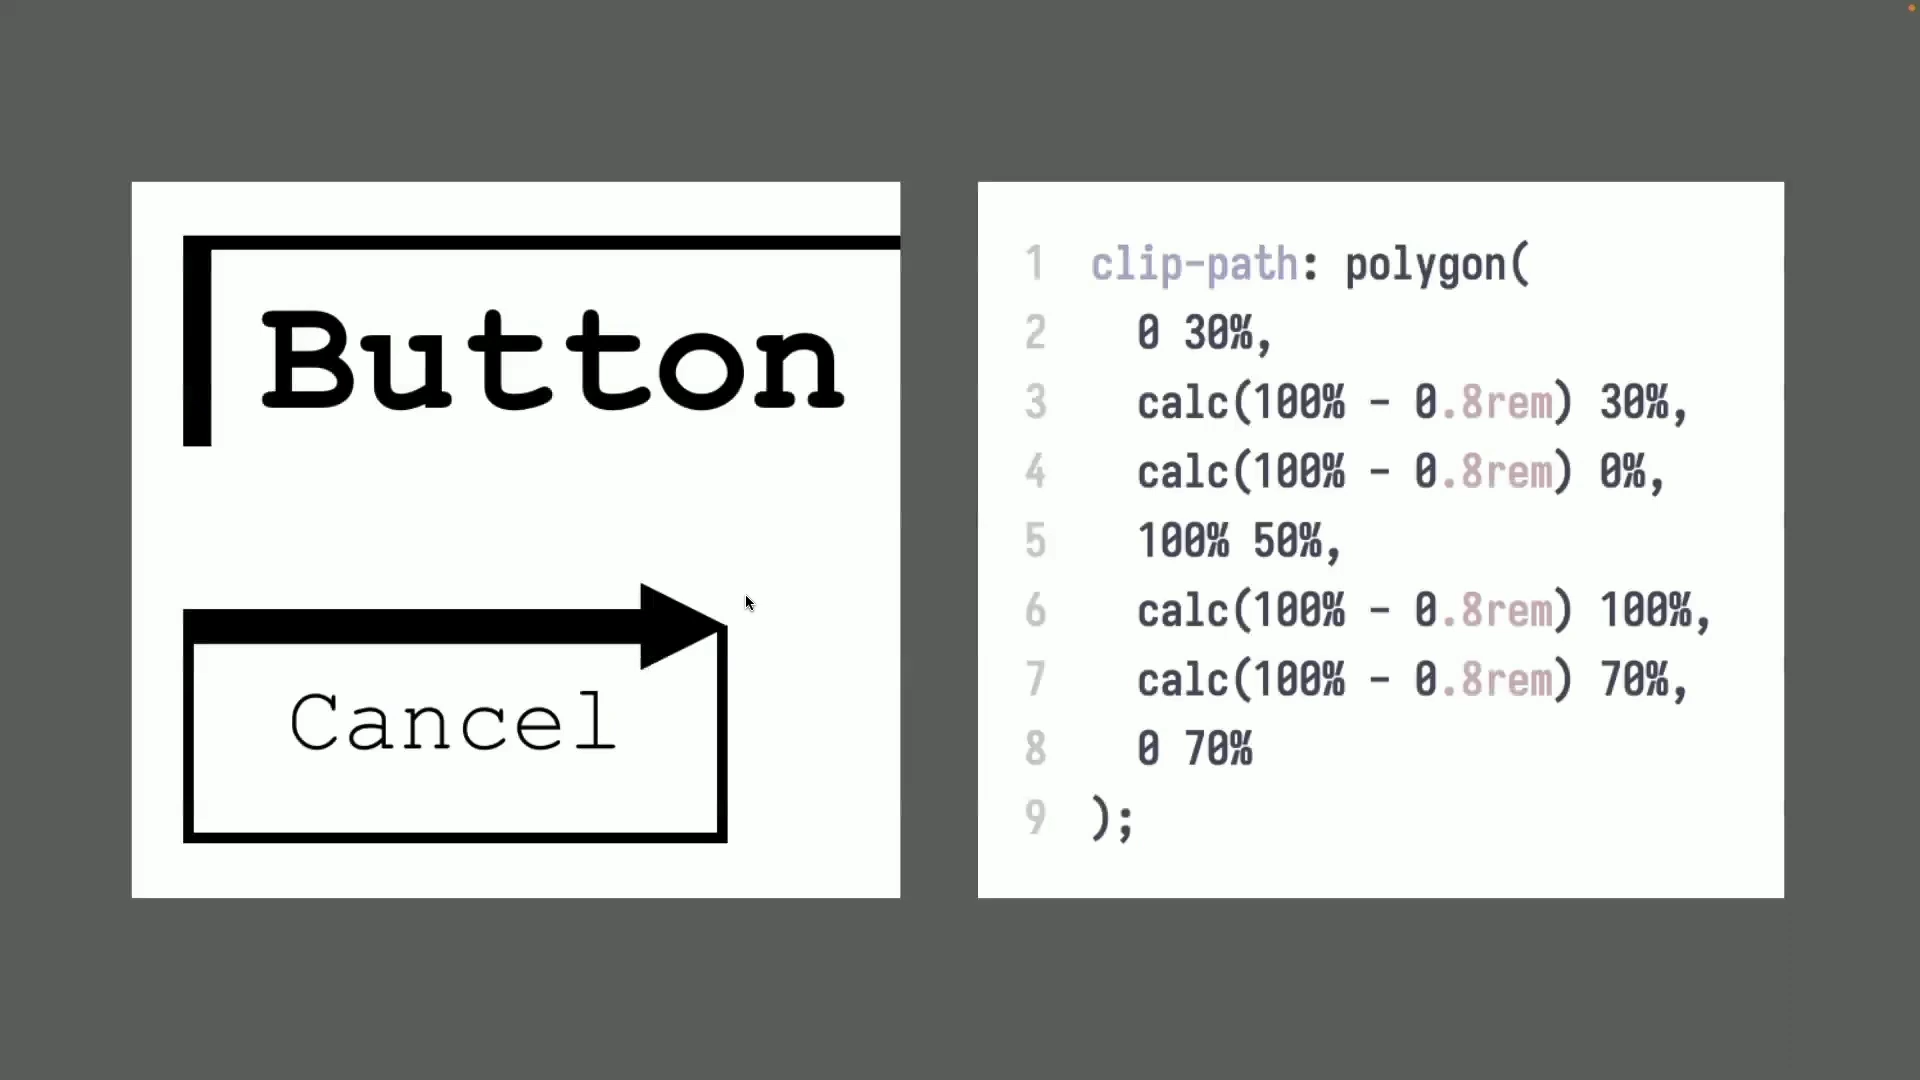 Button
Cancel
1 clip-path: polygon(
2 0 30%,
3 calc(100% - 0.8rem) 30%,
4 calc(100% - 0.8rem) 0%,
5 100% 50%,
6 calc(100% - 0.8rem) 100%,
7 calc(100% - 0.8rem) 70%,
8 0 70%
9 );